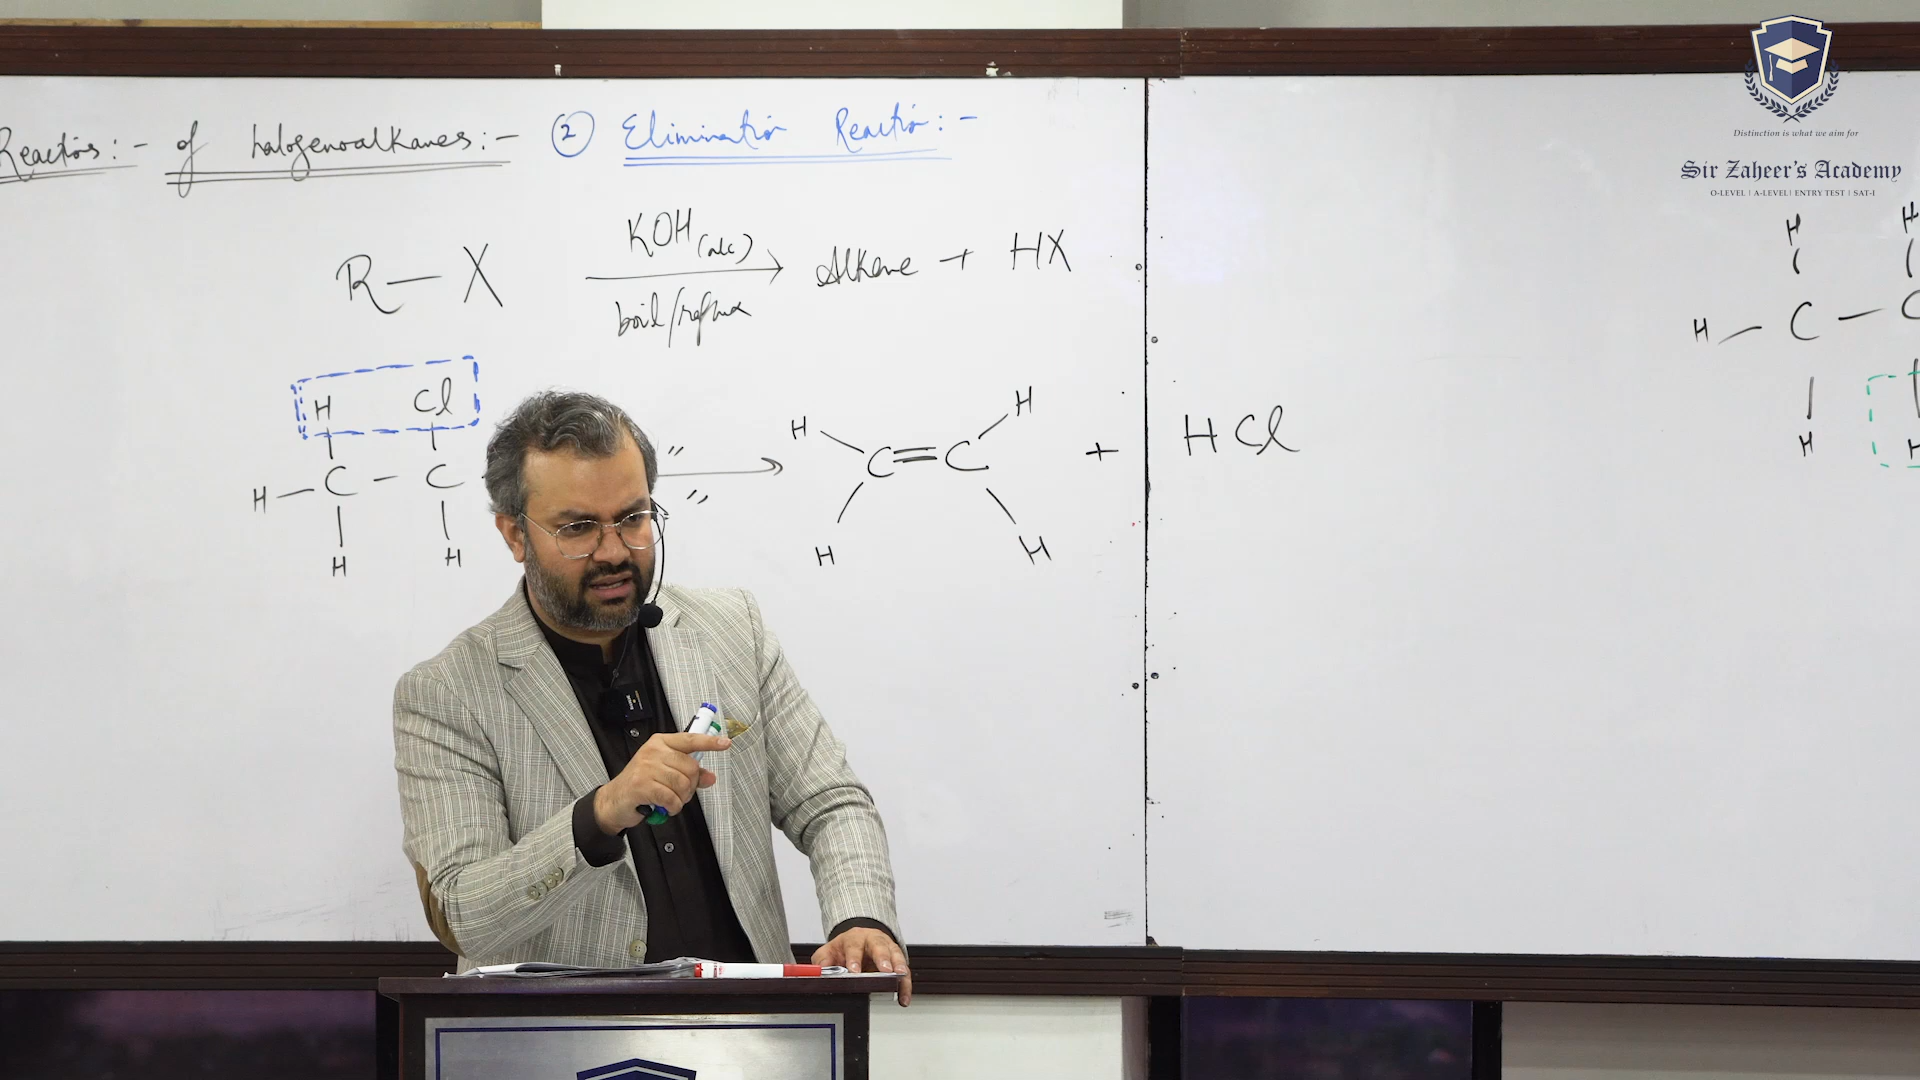 Reactions:- of halogenoalkanes:-
② Elimination Reaction:-
R — X KOH(alc) boil/reflux → Alkene + HX
H Cl
H — C — C
H H
" "
H H
C = C
H H
+ HCl
H H
H — C — C
H H
Distinction is what we aim for
Sir Zaheer's Academy
O-LEVEL | A-LEVEL | ENTRY TEST | SAT-I